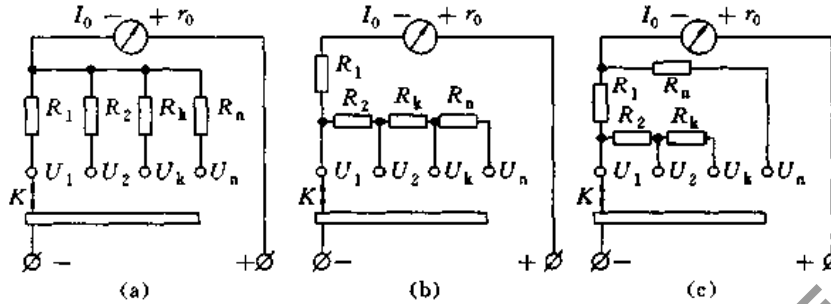 I₀ − + r₀
R₁ R₂ Rₖ Rₙ
U₁ U₂ Uₖ Uₙ
K
− +
(a)
I₀ − + r₀
R₁
R₂ Rₖ Rₙ
U₁ U₂ Uₖ Uₙ
K
− +
(b)
I₀ − + r₀
R₁ Rₙ
R₂ Rₖ
U₁ U₂ Uₖ Uₙ
K
− +
(c)